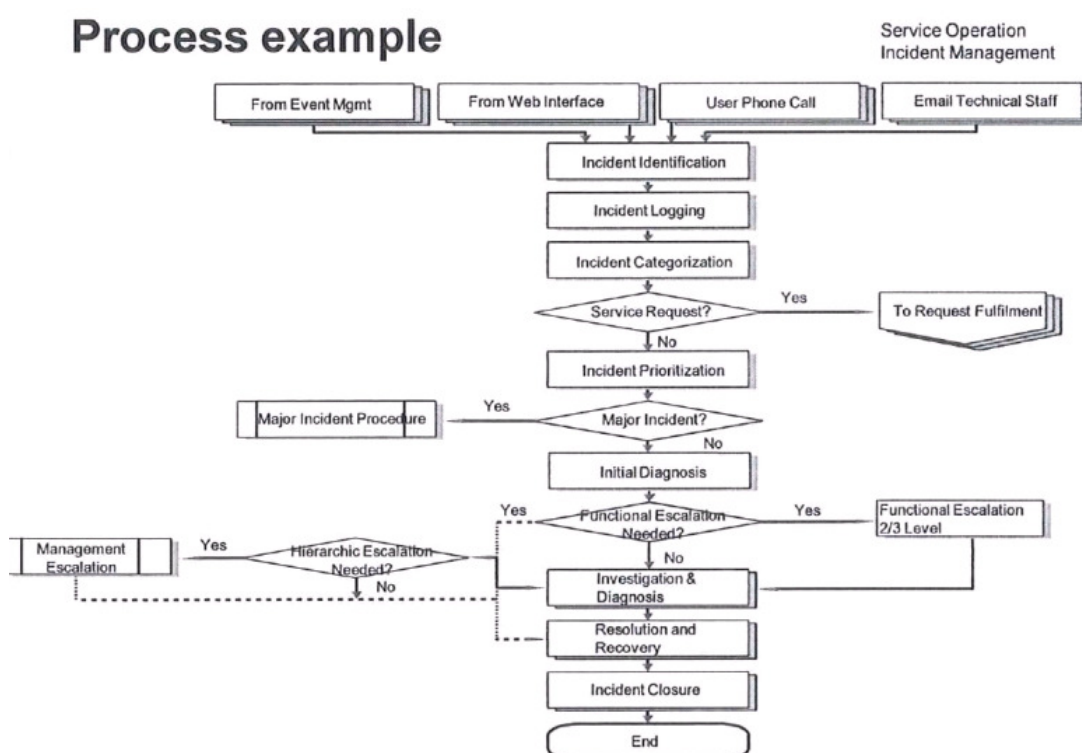 Process example
Service Operation
Incident Management
From Event Mgmt
From Web Interface
User Phone Call
Email Technical Staff
Incident Identification
Incident Logging
Incident Categorization
Service Request?
Yes
To Request Fulfilment
No
Incident Prioritization
Major Incident Procedure
Yes
Major Incident?
No
Initial Diagnosis
Yes
Functional Escalation
Needed?
Yes
Functional Escalation
2/3 Level
Management
Escalation
Yes
Hierarchic Escalation
Needed?
No
No
Investigation &
Diagnosis
Resolution and
Recovery
Incident Closure
End